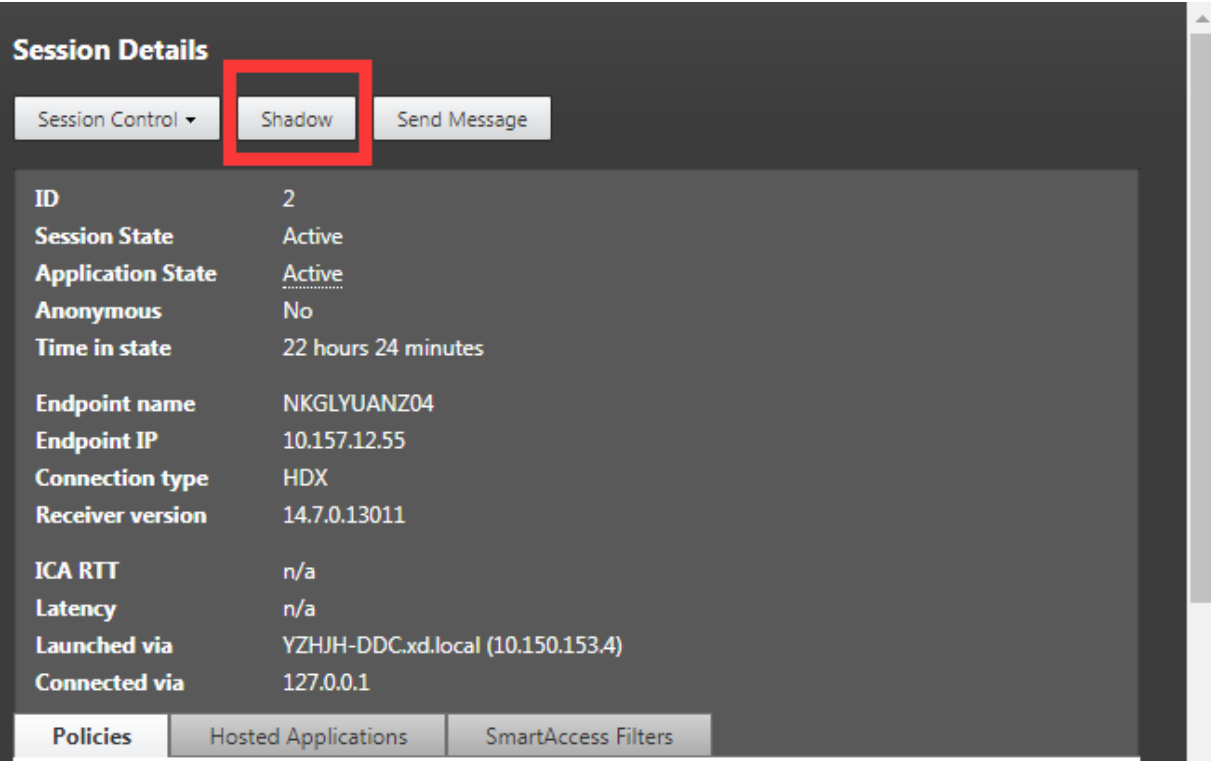 Session Details
Session Control Shadow Send Message
ID 2
Session State Active
Application State Active
Anonymous No
Time in state 22 hours 24 minutes
Endpoint name NKGLYUANZ04
Endpoint IP 10.157.12.55
Connection type HDX
Receiver version 14.7.0.13011
ICA RTT n/a
Latency n/a
Launched via YZHJH-DDC.xd.local (10.150.153.4)
Connected via 127.0.0.1
Policies Hosted Applications SmartAccess Filters